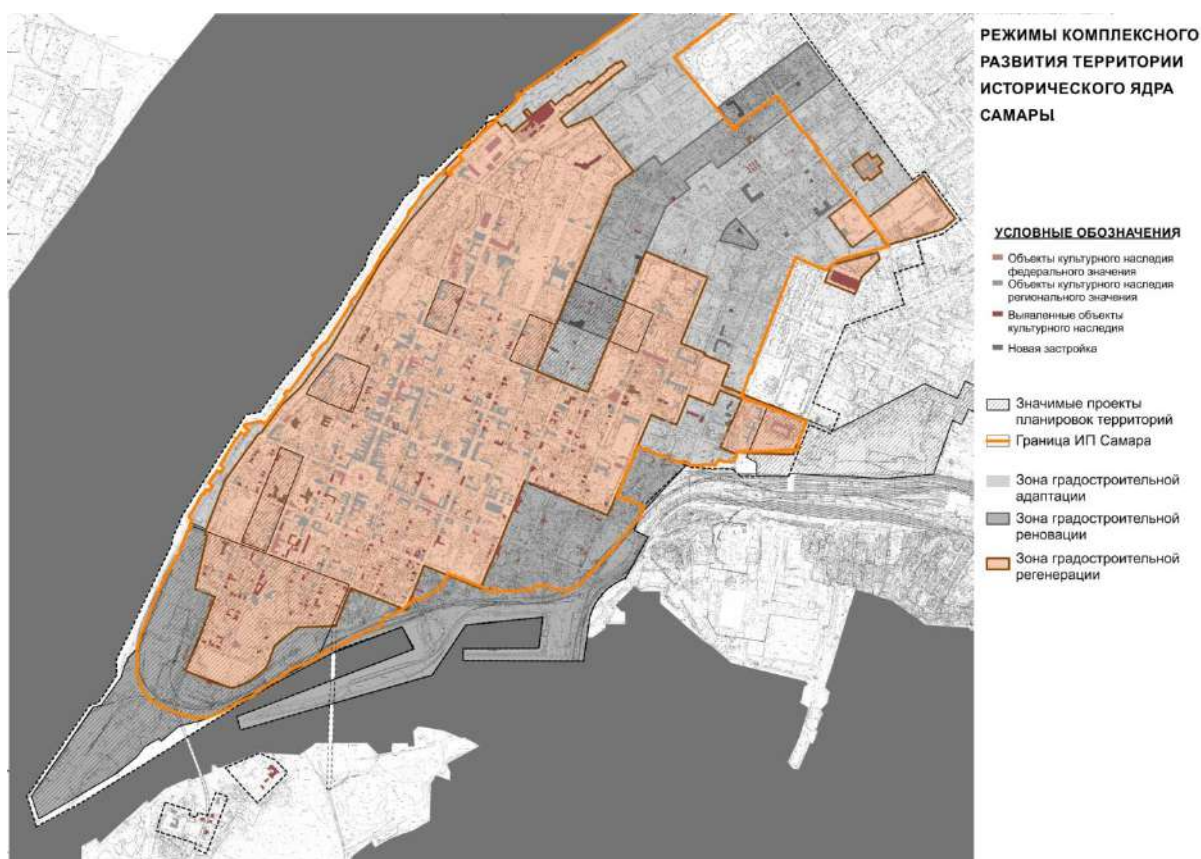 РЕЖИМЫ КОМПЛЕКСНОГО
РАЗВИТИЯ ТЕРРИТОРИИ
ИСТОРИЧЕСКОГО ЯДРА
САМАРЫ
УСЛОВНЫЕ ОБОЗНАЧЕНИЯ
Объекты культурного наследия
федерального значения
Объекты культурного наследия
регионального значения
Выявленные объекты
культурного наследия
Новая застройка
Значимые проекты
планировок территорий
Граница ИП Самара
Зона градостроительной
адаптации
Зона градостроительной
реновации
Зона градостроительной
регенерации